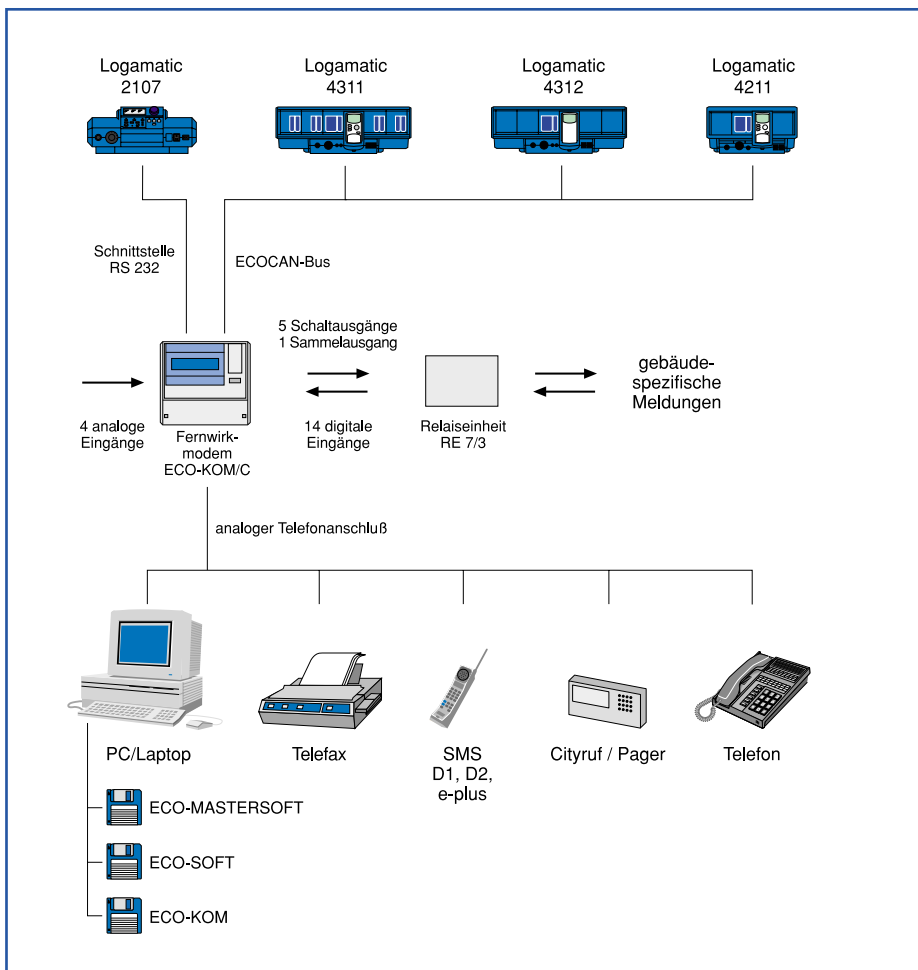 Logamatic
2107
Logamatic
4311
Logamatic
4312
Logamatic
4211
Schnittstelle
RS 232
ECOCAN-Bus
5 Schaltausgänge
1 Sammelausgang
gebäude-
spezifische
Meldungen
4 analoge
Eingänge
Fernwirk-
modem
ECO-KOM/C
14 digitale
Eingänge
Relaiseinheit
RE 7/3
analoger Telefonanschluß
PC/Laptop
Telefax
SMS
D1, D2,
e-plus
Cityruf / Pager
Telefon
ECO-MASTERSOFT
ECO-SOFT
ECO-KOM